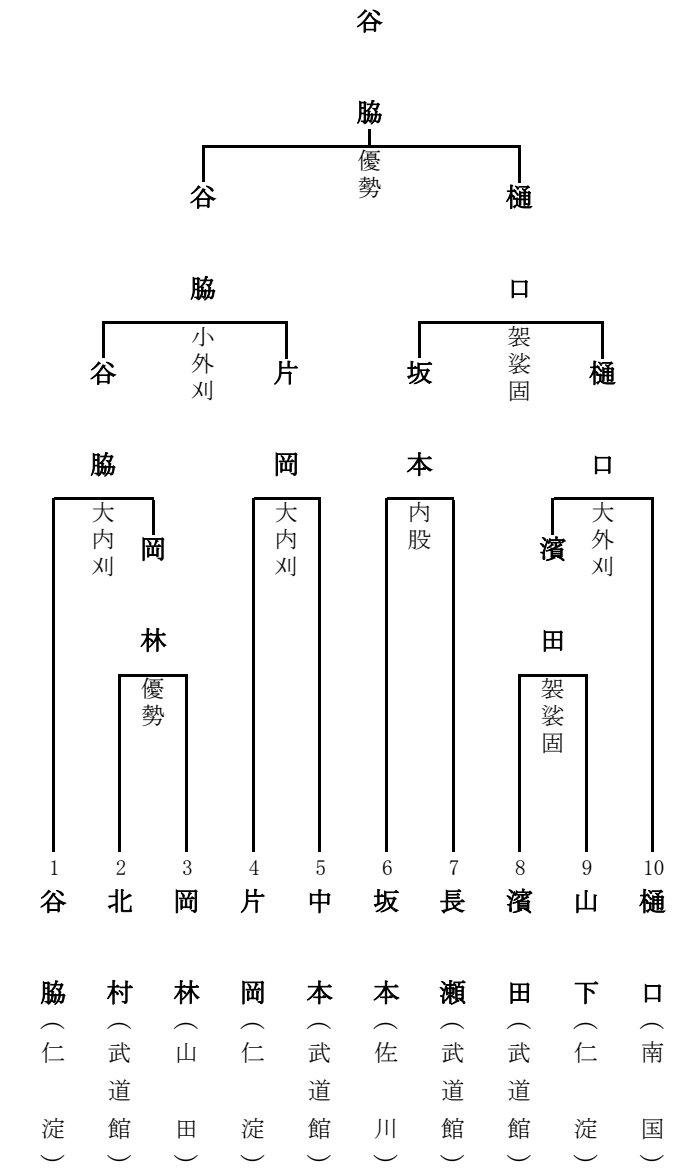 谷脇
優勢
谷脇
樋口
小外刈
袈裟固
谷脇
片岡
坂本
樋口
大内刈
大内刈
内股
大外刈
岡林
濱田
優勢
袈裟固
1
2
3
4
5
6
7
8
9
10
谷脇(仁淀)
北村(武道館)
岡林(山田)
片岡(仁淀)
中本(武道館)
坂本(佐川)
長瀬(武道館)
濱田(武道館)
山下(仁淀)
樋口(南国)